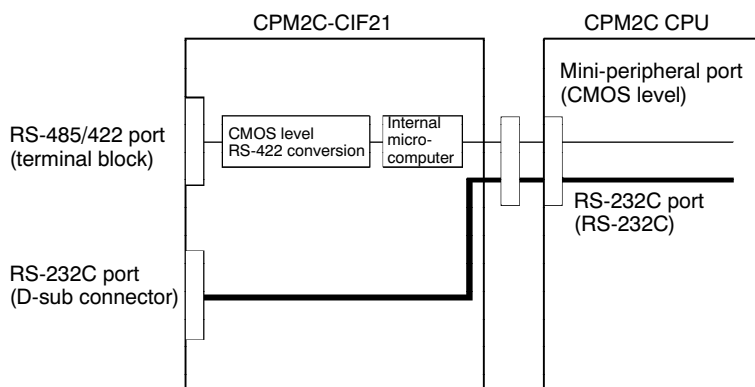 CPM2C-CIF21
CPM2C CPU
Mini-peripheral port
(CMOS level)
RS-485/422 port
(terminal block)
CMOS level
RS-422 conversion
Internal
micro-
computer
RS-232C port
(RS-232C)
RS-232C port
(D-sub connector)